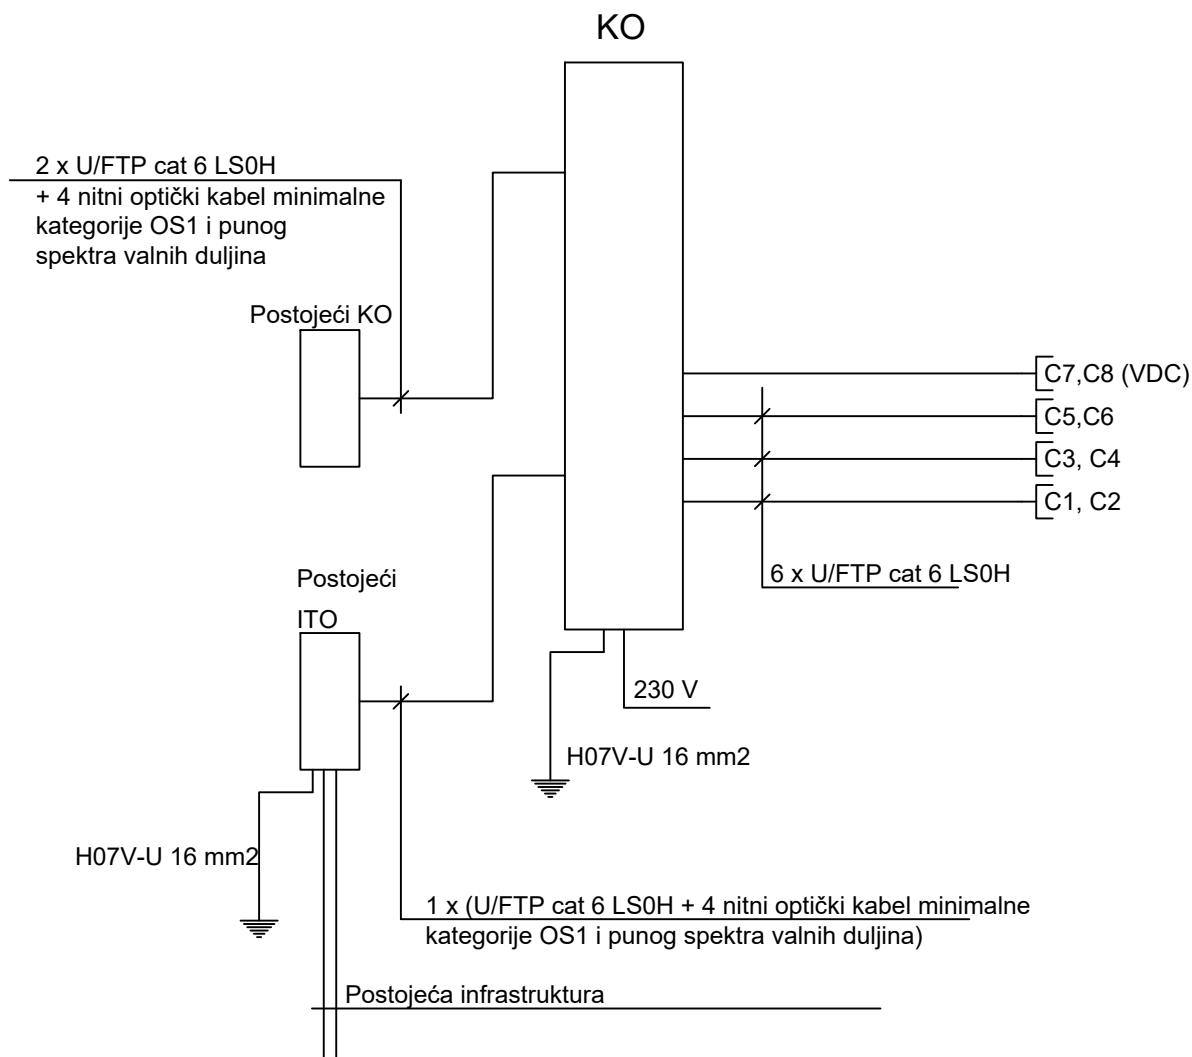 KO
2 x U/FTP cat 6 LS0H
+ 4 nitni optički kabel minimalne
kategorije OS1 i punog
spektra valnih duljina
Postojeći KO
C7,C8 (VDC)
C5,C6
C3, C4
C1, C2
6 x U/FTP cat 6 LS0H
Postojeći
ITO
230 V
H07V-U 16 mm2
H07V-U 16 mm2
1 x (U/FTP cat 6 LS0H + 4 nitni optički kabel minimalne
kategorije OS1 i punog spektra valnih duljina)
Postojeća infrastruktura